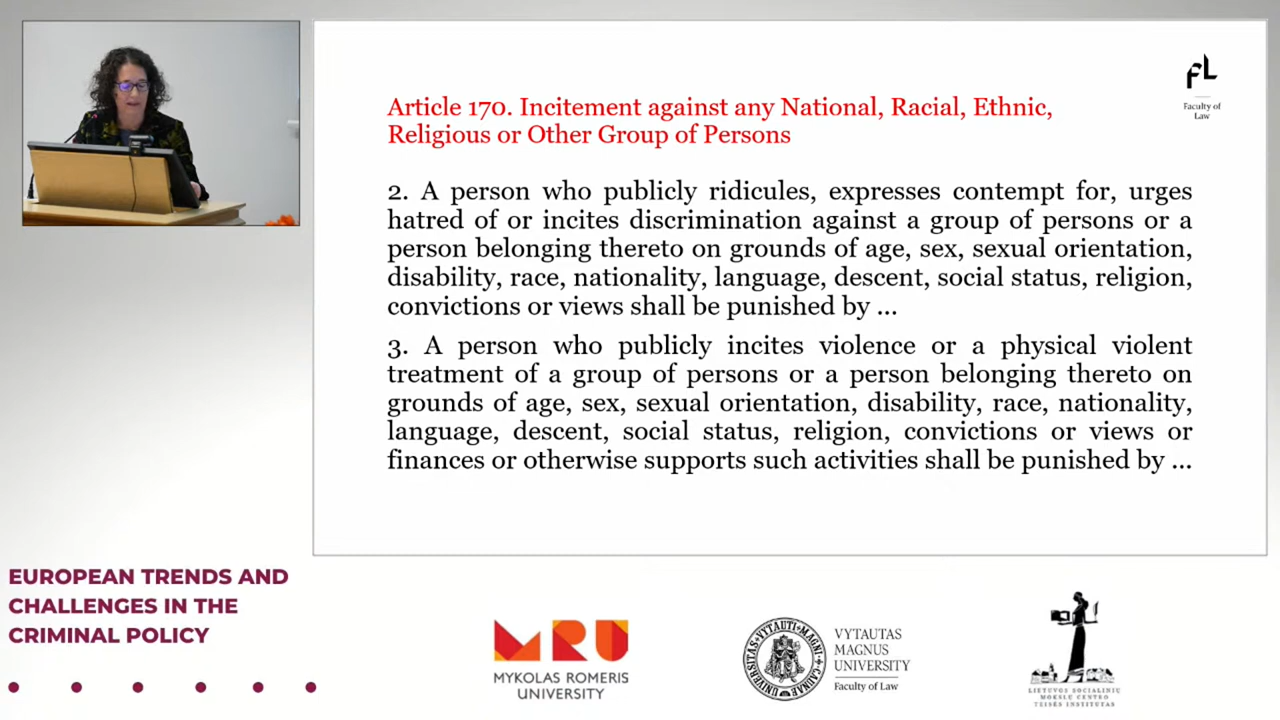 Article 170. Incitement against any National, Racial, Ethnic,
Religious or Other Group of Persons
2. A person who publicly ridicules, expresses contempt for, urges
hatred of or incites discrimination against a group of persons or a
person belonging thereto on grounds of age, sex, sexual orientation,
disability, race, nationality, language, descent, social status, religion,
convictions or views shall be punished by ...
3. A person who publicly incites violence or a physical violent
treatment of a group of persons or a person belonging thereto on
grounds of age, sex, sexual orientation, disability, race, nationality,
language, descent, social status, religion, convictions or views or
finances or otherwise supports such activities shall be punished by ...
FL
Faculty of
Law
EUROPEAN TRENDS AND
CHALLENGES IN THE
CRIMINAL POLICY
MRU
MYKOLAS ROMERIS
UNIVERSITY
VYTAUTAS
MAGNUS
UNIVERSITY
Faculty of Law
LIETUVOS SOCIALINIŲ
MOKSLŲ CENTRO
TEISĖS INSTITUTAS